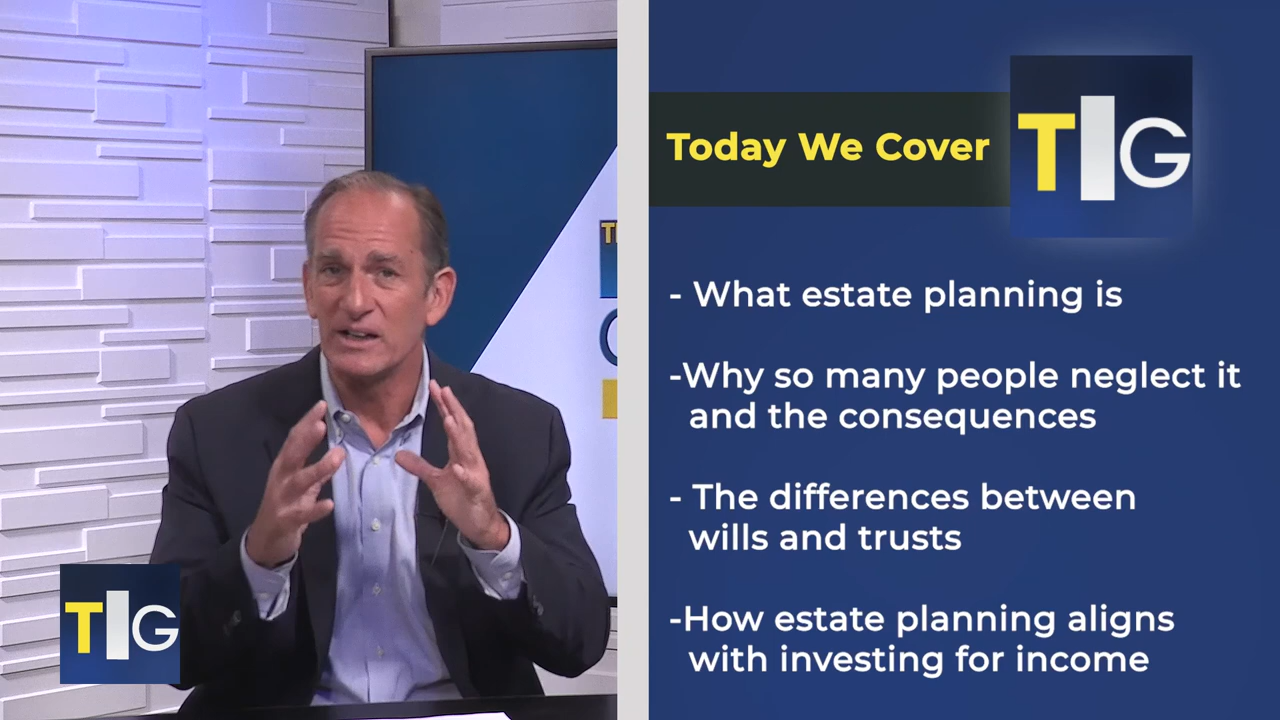 Today We Cover
TIG
- What estate planning is
-Why so many people neglect it
and the consequences
- The differences between
wills and trusts
-How estate planning aligns
with investing for income
TIG